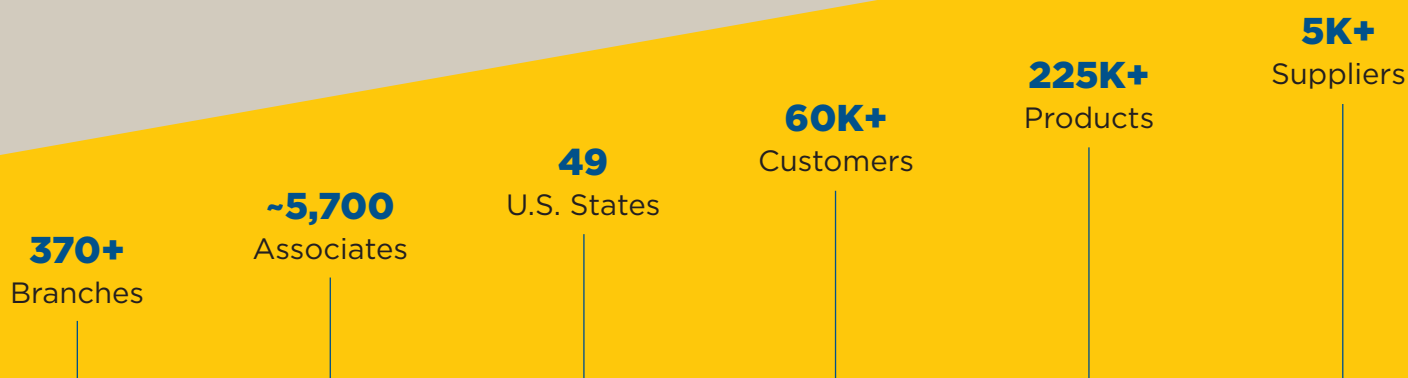 370+
Branches
~5,700
Associates
49
U.S. States
60K+
Customers
225K+
Products
5K+
Suppliers